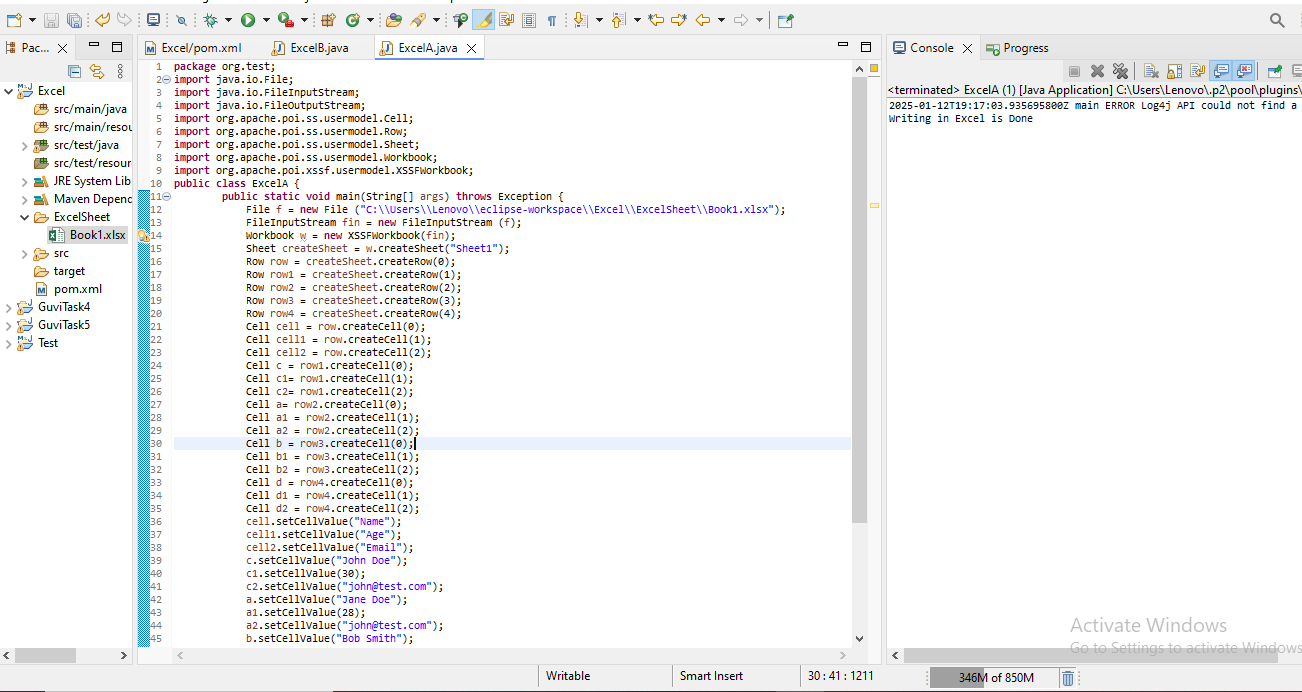 Pac...
Excel
src/main/java
src/main/resou
src/test/java
src/test/resour
JRE System Lib
Maven Depend
ExcelSheet
Book1.xlsx
src
target
pom.xml
GuviTask4
GuviTask5
Test
Excel/pom.xml ExcelB.java ExcelA.java
1 package org.test;
2 import java.io.File;
3 import java.io.FileInputStream;
4 import java.io.FileOutputStream;
5 import org.apache.poi.ss.usermodel.Cell;
6 import org.apache.poi.ss.usermodel.Row;
7 import org.apache.poi.ss.usermodel.Sheet;
8 import org.apache.poi.ss.usermodel.Workbook;
9 import org.apache.poi.xssf.usermodel.XSSFWorkbook;
10 public class ExcelA {
11 public static void main(String[] args) throws Exception {
12 File f = new File ("C:\\Users\\Lenovo\\eclipse-workspace\\Excel\\ExcelSheet\\Book1.xlsx");
13 FileInputStream fin = new FileInputStream (f);
14 Workbook w = new XSSFWorkbook(fin);
15 Sheet createSheet = w.createSheet("Sheet1");
16 Row row = createSheet.createRow(0);
17 Row row1 = createSheet.createRow(1);
18 Row row2 = createSheet.createRow(2);
19 Row row3 = createSheet.createRow(3);
20 Row row4 = createSheet.createRow(4);
21 Cell cell = row.createCell(0);
22 Cell cell1 = row.createCell(1);
23 Cell cell2 = row.createCell(2);
24 Cell c = row1.createCell(0);
25 Cell c1= row1.createCell(1);
26 Cell c2= row1.createCell(2);
27 Cell a= row2.createCell(0);
28 Cell a1 = row2.createCell(1);
29 Cell a2 = row2.createCell(2);
30 Cell b = row3.createCell(0);
31 Cell b1 = row3.createCell(1);
32 Cell b2 = row3.createCell(2);
33 Cell d = row4.createCell(0);
34 Cell d1 = row4.createCell(1);
35 Cell d2 = row4.createCell(2);
36 cell.setCellValue("Name");
37 cell1.setCellValue("Age");
38 cell2.setCellValue("Email");
39 c.setCellValue("John Doe");
40 c1.setCellValue(30);
41 c2.setCellValue("john@test.com");
42 a.setCellValue("Jane Doe");
43 a1.setCellValue(28);
44 a2.setCellValue("john@test.com");
45 b.setCellValue("Bob Smith");
Console Progress
<terminated> ExcelA (1) [Java Application] C:\Users\Lenovo\.p2\pool\plugins\
2025-01-12T19:17:03.935695800Z main ERROR Log4j API could not find a
Writing in Excel is Done
Activate Windows
Go to Settings to activate Windows
Writable Smart Insert 30 : 41 : 1211 346M of 850M